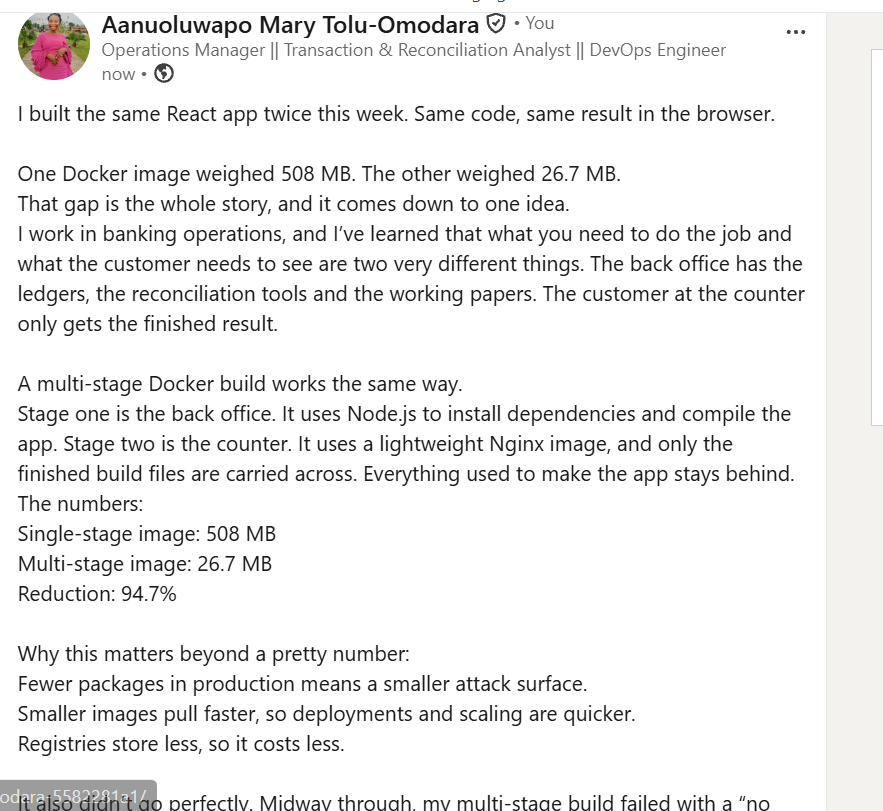 Aanuoluwapo Mary Tolu-Omodara • You
Operations Manager || Transaction & Reconciliation Analyst || DevOps Engineer
now •
I built the same React app twice this week. Same code, same result in the browser.
One Docker image weighed 508 MB. The other weighed 26.7 MB.
That gap is the whole story, and it comes down to one idea.
I work in banking operations, and I’ve learned that what you need to do the job and
what the customer needs to see are two very different things. The back office has the
ledgers, the reconciliation tools and the working papers. The customer at the counter
only gets the finished result.
A multi-stage Docker build works the same way.
Stage one is the back office. It uses Node.js to install dependencies and compile the
app. Stage two is the counter. It uses a lightweight Nginx image, and only the
finished build files are carried across. Everything used to make the app stays behind.
The numbers:
Single-stage image: 508 MB
Multi-stage image: 26.7 MB
Reduction: 94.7%
Why this matters beyond a pretty number:
Fewer packages in production means a smaller attack surface.
Smaller images pull faster, so deployments and scaling are quicker.
Registries store less, so it costs less.
It also didn’t go perfectly. Midway through, my multi-stage build failed with a “no